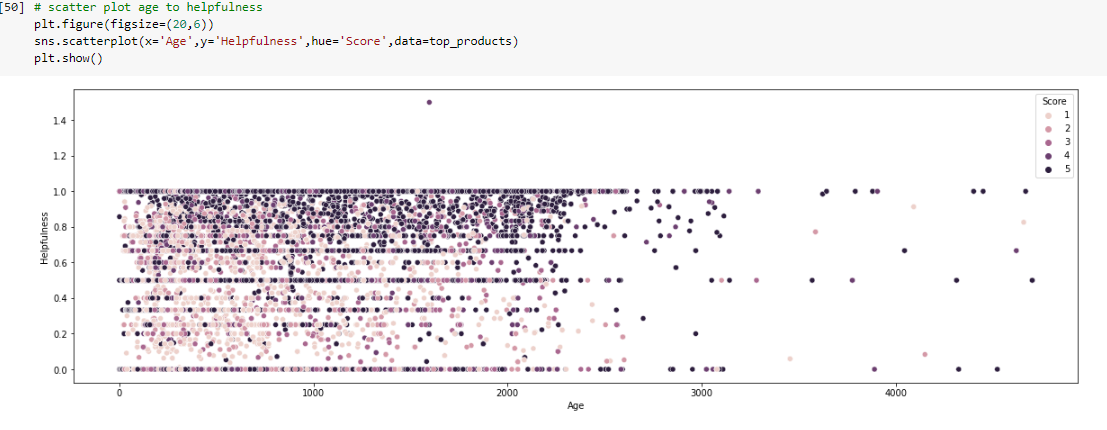 [50] # scatter plot age to helpfulness
plt.figure(figsize=(20,6))
sns.scatterplot(x='Age',y='Helpfulness',hue='Score',data=top_products)
plt.show()
Score
1
2
3
4
5
1.4
1.2
1.0
0.8
0.6
0.4
0.2
0.0
Helpfulness
0
1000
2000
3000
4000
Age